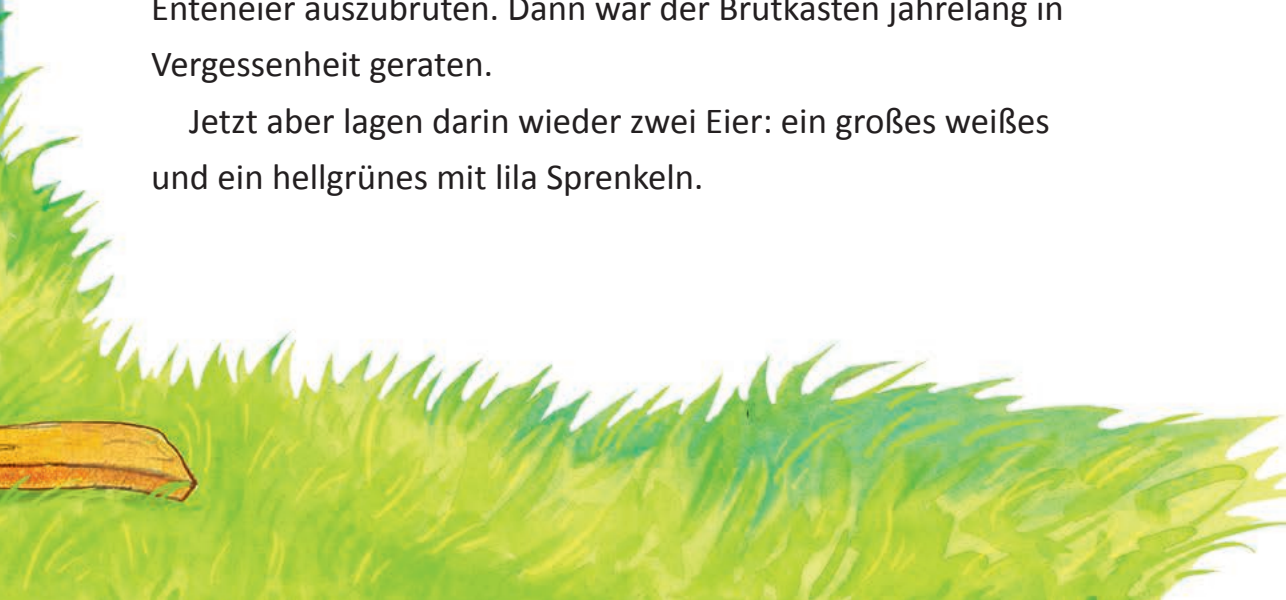 Enteneier auszubrüten. Dann war der Brutkasten jahrelang in
Vergessenheit geraten.
Jetzt aber lagen darin wieder zwei Eier: ein großes weißes
und ein hellgrünes mit lila Sprenkeln.